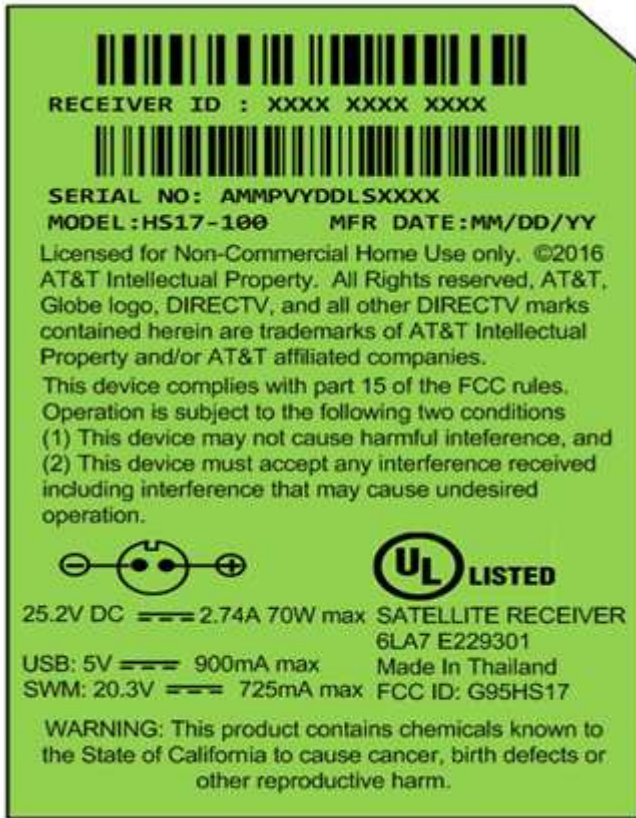 RECEIVER ID : XXXX XXXX XXXX
SERIAL NO: AMMPVYDDLSXXXX
MODEL:HS17-100 MFR DATE:MM/DD/YY
Licensed for Non-Commercial Home Use only. ©2016
AT&T Intellectual Property. All Rights reserved, AT&T,
Globe logo, DIRECTV, and all other DIRECTV marks
contained herein are trademarks of AT&T Intellectual
Property and/or AT&T affiliated companies.
This device complies with part 15 of the FCC rules.
Operation is subject to the following two conditions
(1) This device may not cause harmful inteference, and
(2) This device must accept any interference received
including interference that may cause undesired
operation.
UL LISTED
25.2V DC 2.74A 70W max SATELLITE RECEIVER
6LA7 E229301
USB: 5V 900mA max Made In Thailand
SWM: 20.3V 725mA max FCC ID: G95HS17
WARNING: This product contains chemicals known to
the State of California to cause cancer, birth defects or
other reproductive harm.